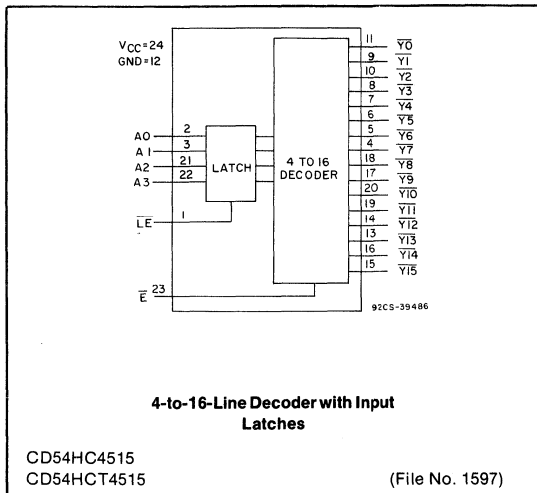 VCC=24
GND=12
11 Y0
9 Y1
10 Y2
8 Y3
7 Y4
6 Y5
5 Y6
4 Y7
18 Y8
17 Y9
20 Y10
19 Y11
14 Y12
13 Y13
16 Y14
15 Y15
A0 2
A1 3
A2 21
A3 22
LATCH
4 TO 16
DECODER
LE 1
E 23
92CS-39486
4-to-16-Line Decoder with Input
Latches
CD54HC4515
CD54HCT4515 (File No. 1597)